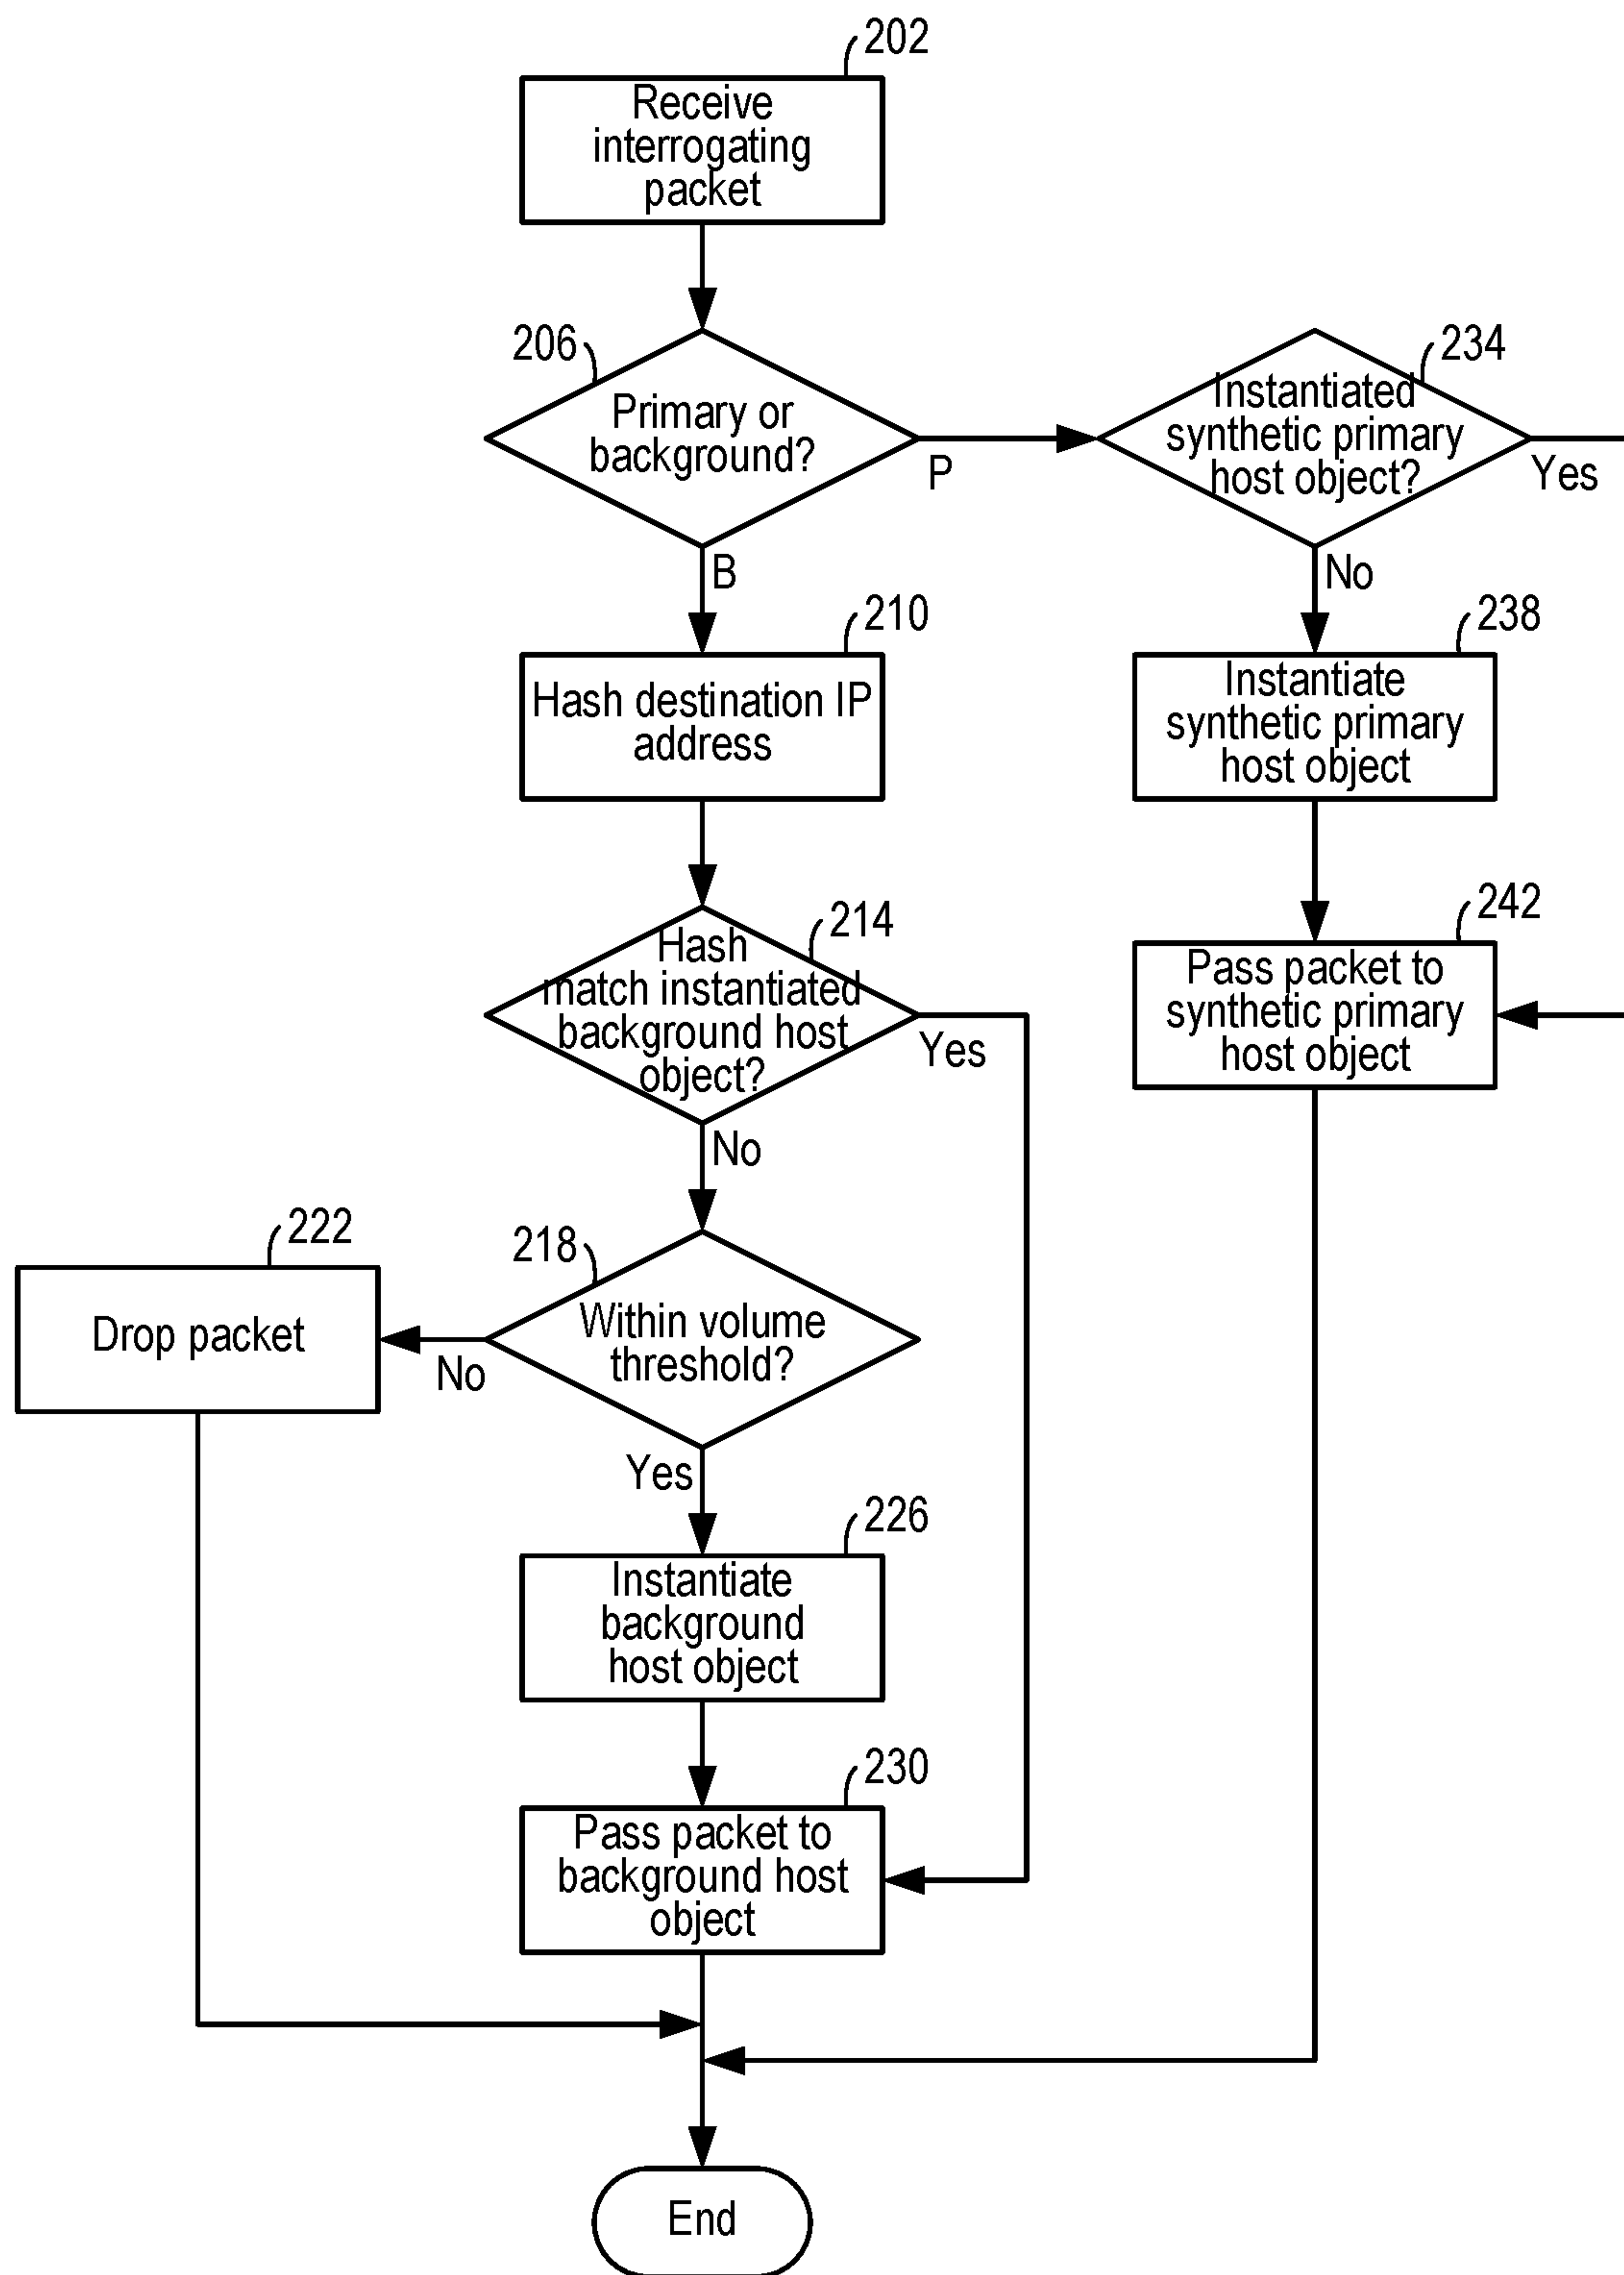 202
Receive
interrogating
packet
206
Primary or
background?
P
B
234
Instantiated
synthetic primary
host object?
Yes
No
210
Hash destination IP
address
238
Instantiate
synthetic primary
host object
214
Hash
match instantiated
background host
object?
Yes
No
242
Pass packet to
synthetic primary
host object
222
Drop packet
218
Within volume
threshold?
No
Yes
226
Instantiate
background
host object
230
Pass packet to
background host
object
End